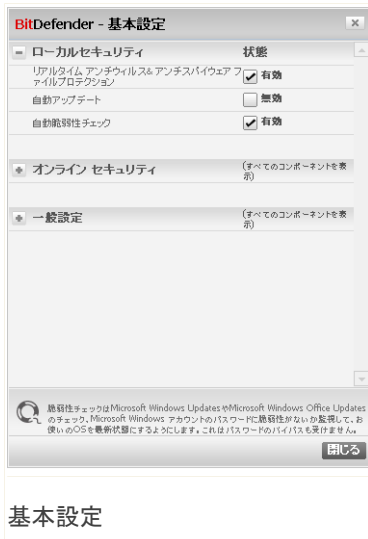 BitDefender - 基本設定
ローカルセキュリティ 状態
リアルタイム アンチウィルス& アンチスパイウェア フ
ァイルプロテクション
有効
自動アップデート 無効
自動脆弱性チェック 有効
オンライン セキュリティ (すべてのコンポーネントを表
示)
一般設定 (すべてのコンポーネントを表
示)
脆弱性チェックはMicrosoft Windows UpdatesやMicrosoft Windows Office Updates
のチェック、Microsoft Windows アカウントのパスワードに脆弱性がないか監視して、お
使いのOSを最新状態にするようにします。これはパスワードのバイパスも受けません。
閉じる
基本設定